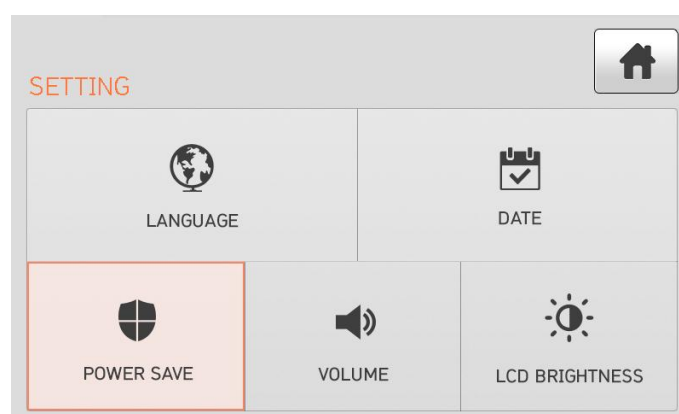 SETTING
LANGUAGE
DATE
POWER SAVE
VOLUME
LCD BRIGHTNESS